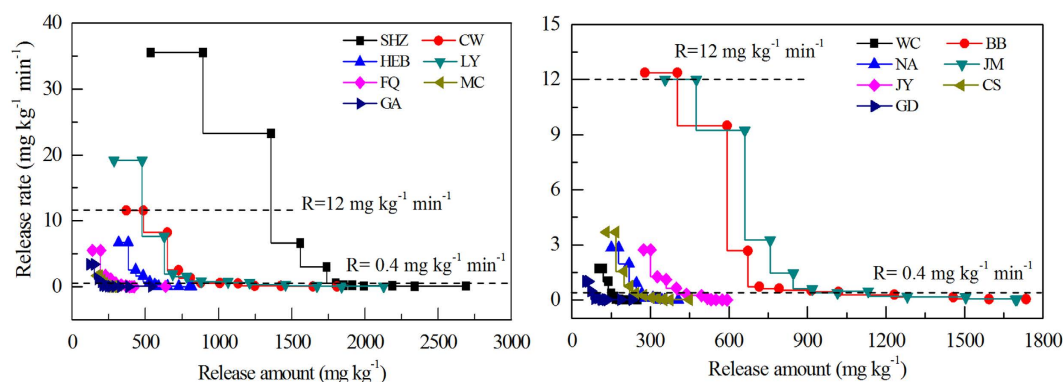 40
30
20
10
0
Release rate (mg kg⁻¹ min⁻¹)
SHZ CW
HEB LY
FQ MC
GA
R=12 mg kg⁻¹ min⁻¹
R= 0.4 mg kg⁻¹ min⁻¹
0 500 1000 1500 2000 2500 3000
Release amount (mg kg⁻¹)
15
12
9
6
3
0
R=12 mg kg⁻¹ min⁻¹
WC BB
NA JM
JY CS
GD
R=0.4 mg kg⁻¹ min⁻¹
0 300 600 900 1200 1500 1800
Release amount (mg kg⁻¹)